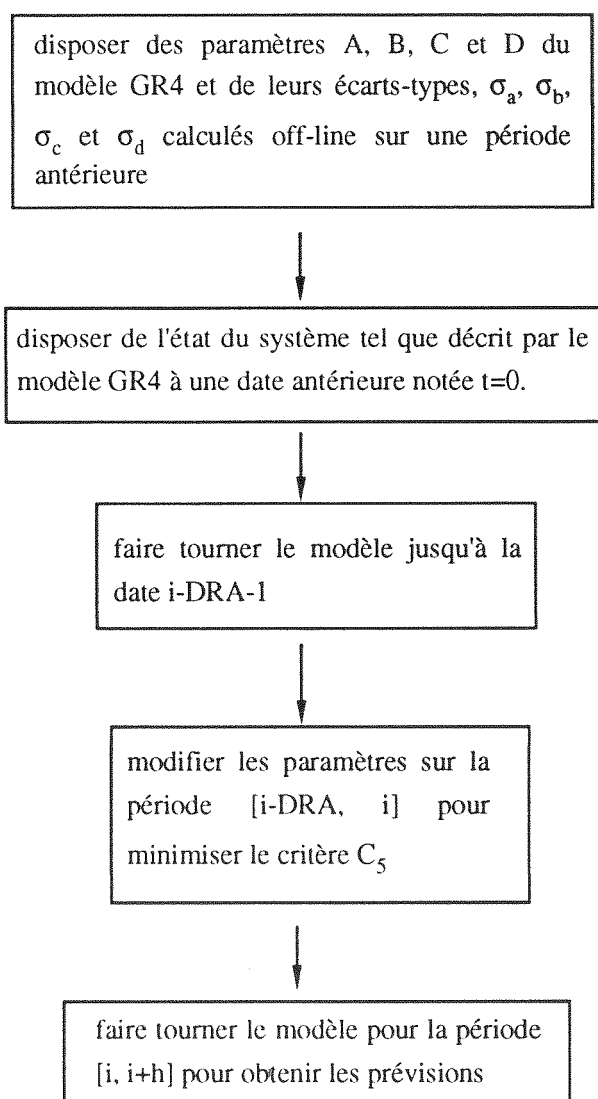 disposer des paramètres A, B, C et D du
modèle GR4 et de leurs écarts-types, σa, σb,
σc et σd calculés off-line sur une période
antérieure
disposer de l'état du système tel que décrit par le
modèle GR4 à une date antérieure notée t=0.
faire tourner le modèle jusqu'à la
date i-DRA-1
modifier les paramètres sur la
période [i-DRA, i] pour
minimiser le critère C5
faire tourner le modèle pour la période
[i, i+h] pour obtenir les prévisions